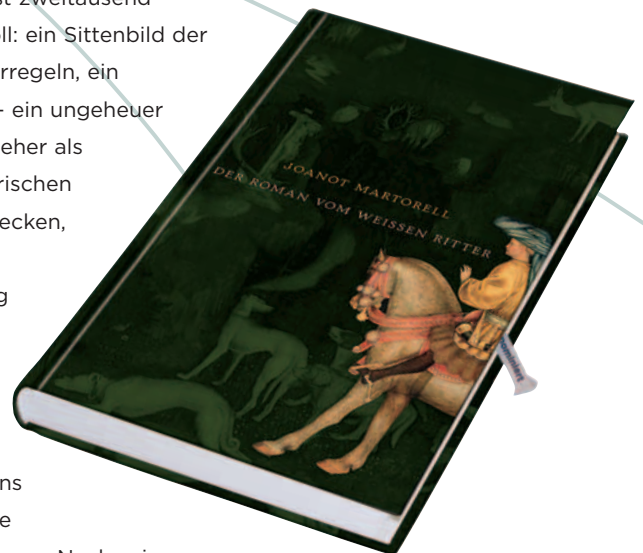 zweitausend
ll: ein Sittenbild der
rregeln, ein
– ein ungeheuer
eher als
rischen
ecken,
g
JOANOT MARTORELL
DER ROMAN VOM WEISSEN RITTER
ns
e